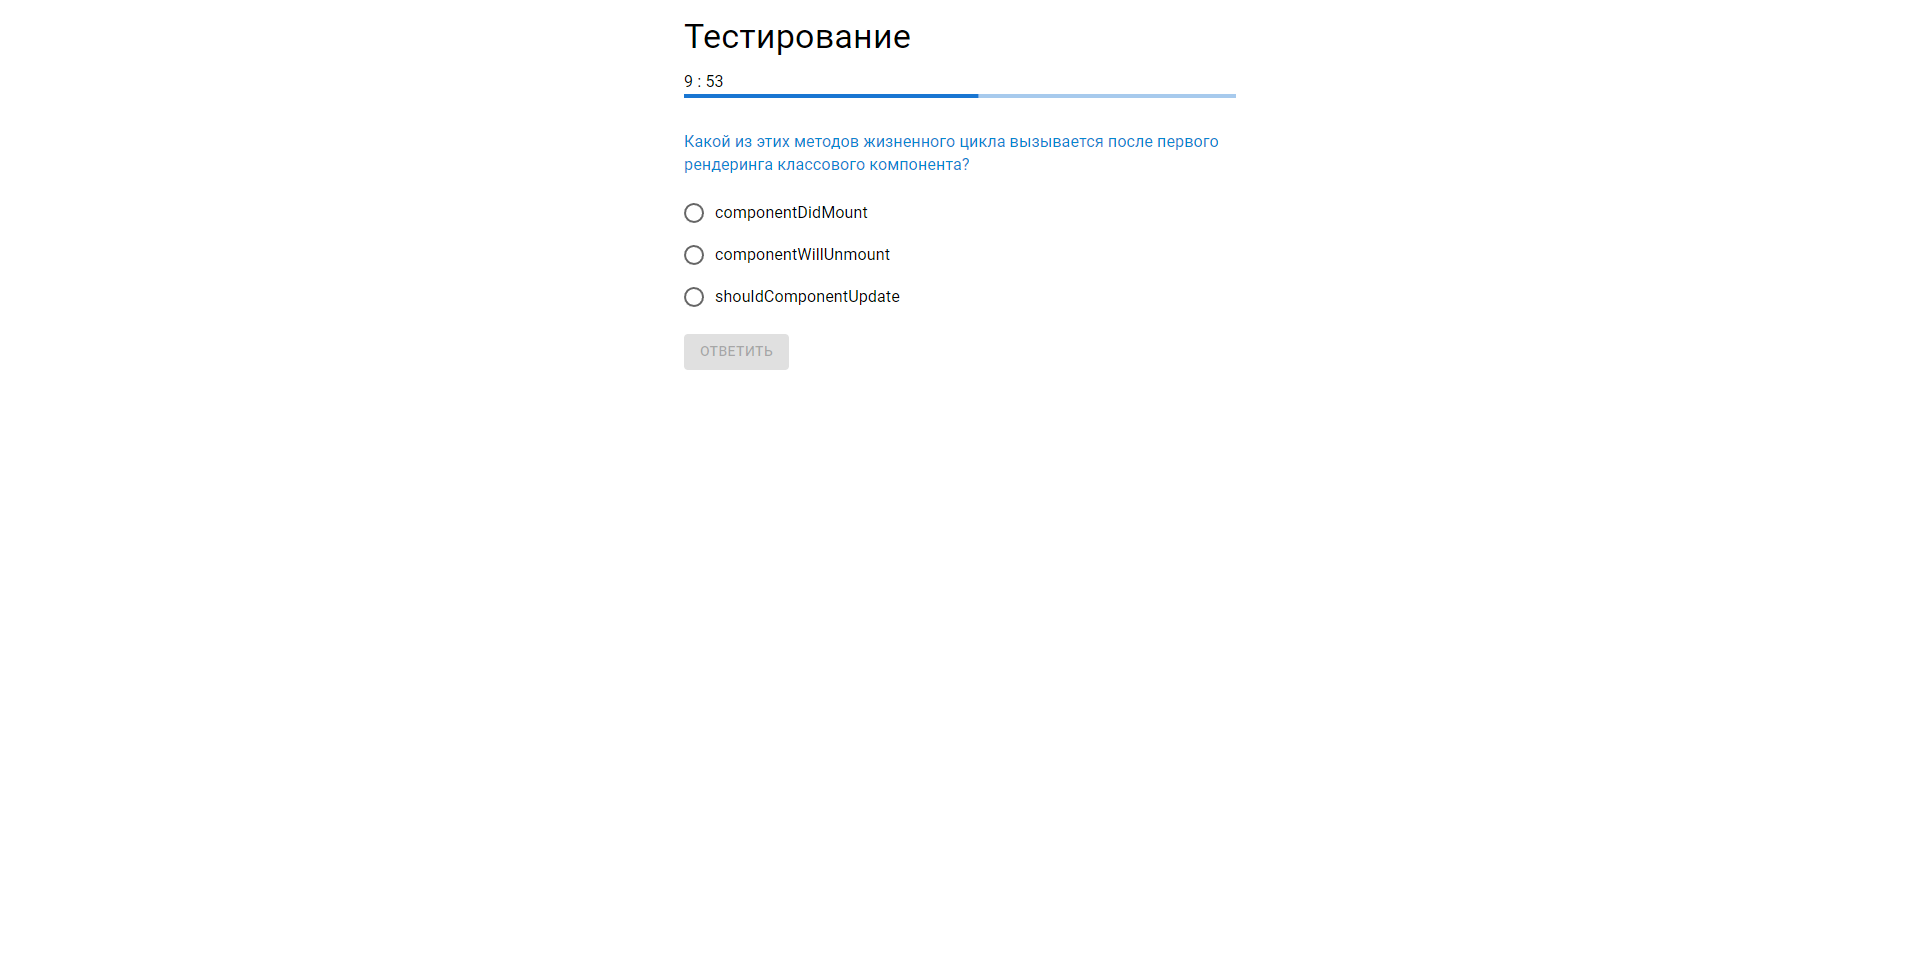 Тестирование
9 : 53
Какой из этих методов жизненного цикла вызывается после первого
рендеринга классового компонента?
componentDidMount
componentWillUnmount
shouldComponentUpdate
ОТВЕТИТЬ